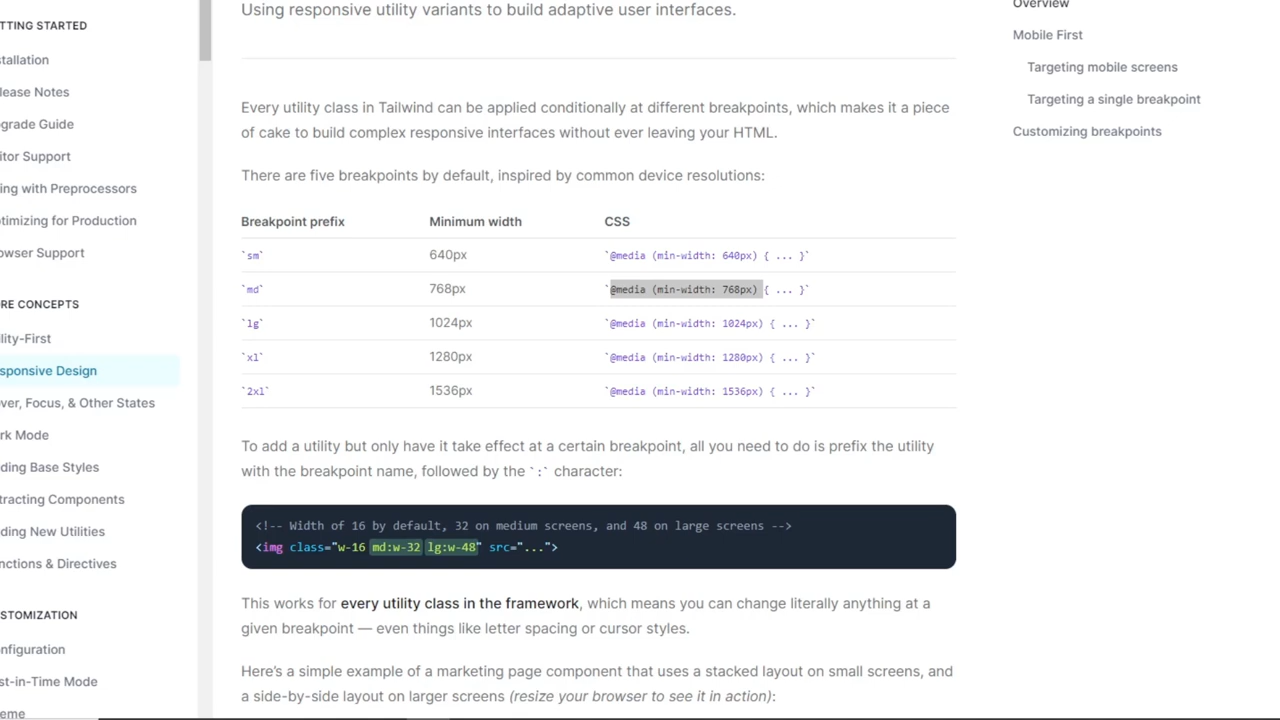 TTING STARTED
stallation
lease Notes
grade Guide
itor Support
ing with Preprocessors
timizing for Production
owser Support
RE CONCEPTS
ility-First
sponsive Design
ver, Focus, & Other States
rk Mode
ding Base Styles
tracting Components
ding New Utilities
nctions & Directives
STOMIZATION
nfiguration
st-in-Time Mode
eme
Using responsive utility variants to build adaptive user interfaces.
Every utility class in Tailwind can be applied conditionally at different breakpoints, which makes it a piece
of cake to build complex responsive interfaces without ever leaving your HTML.
There are five breakpoints by default, inspired by common device resolutions:
Breakpoint prefix Minimum width CSS
`sm` 640px `@media (min-width: 640px) { ... }`
`md` 768px `@media (min-width: 768px) { ... }`
`lg` 1024px `@media (min-width: 1024px) { ... }`
`xl` 1280px `@media (min-width: 1280px) { ... }`
`2xl` 1536px `@media (min-width: 1536px) { ... }`
To add a utility but only have it take effect at a certain breakpoint, all you need to do is prefix the utility
with the breakpoint name, followed by the `:` character:
<!-- Width of 16 by default, 32 on medium screens, and 48 on large screens -->
<img class="w-16 md:w-32 lg:w-48" src="...">
This works for every utility class in the framework, which means you can change literally anything at a
given breakpoint — even things like letter spacing or cursor styles.
Here's a simple example of a marketing page component that uses a stacked layout on small screens, and
a side-by-side layout on larger screens (resize your browser to see it in action):
Overview
Mobile First
Targeting mobile screens
Targeting a single breakpoint
Customizing breakpoints